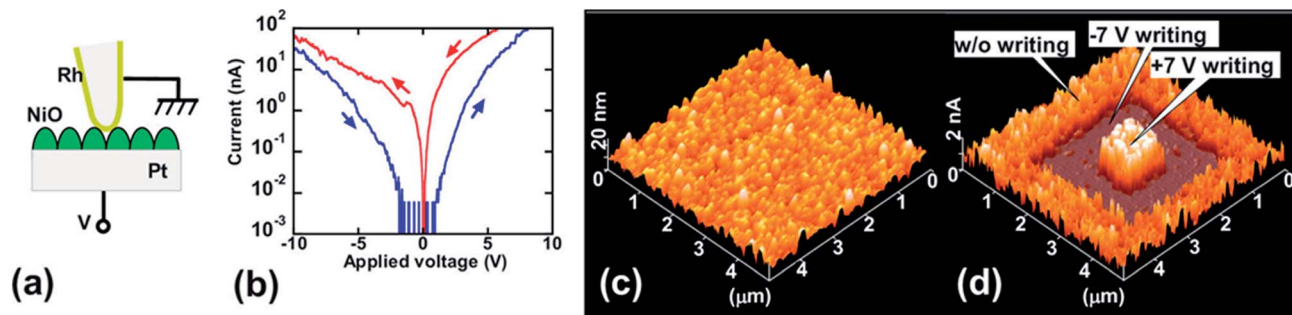 (a)
Rh
NiO
Pt
V
(b)
Current (nA)
10²
10¹
10⁰
10⁻¹
10⁻²
10⁻³
-10
-5
0
5
10
Applied voltage (V)
(c)
20 nm
0
0
1
2
3
4
1
2
3
4
(μm)
(d)
w/o writing
-7 V writing
+7 V writing
2 nA
0
0
1
2
3
4
1
2
3
4
(μm)